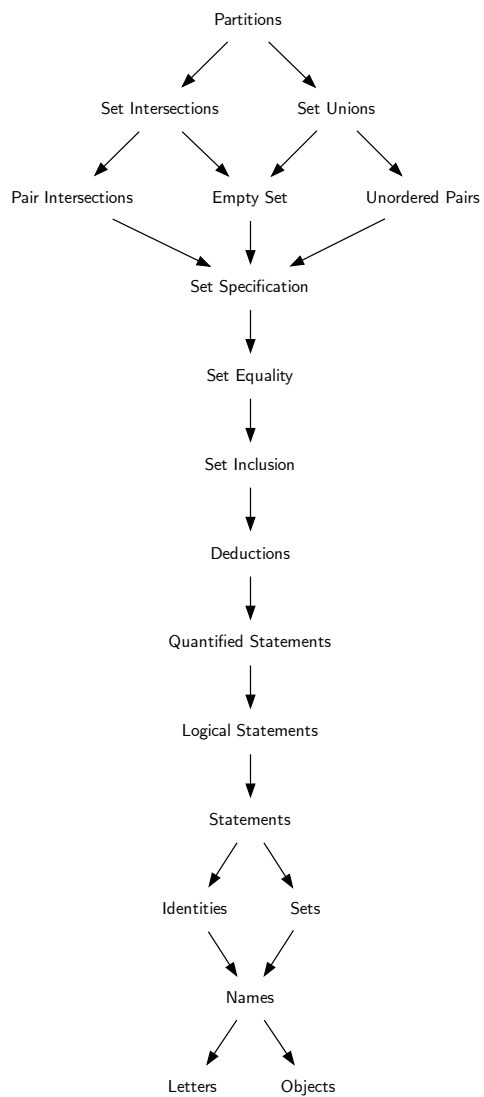 Partitions
Set Intersections
Set Unions
Pair Intersections
Empty Set
Unordered Pairs
Set Specification
Set Equality
Set Inclusion
Deductions
Quantified Statements
Logical Statements
Statements
Identities
Sets
Names
Letters
Objects